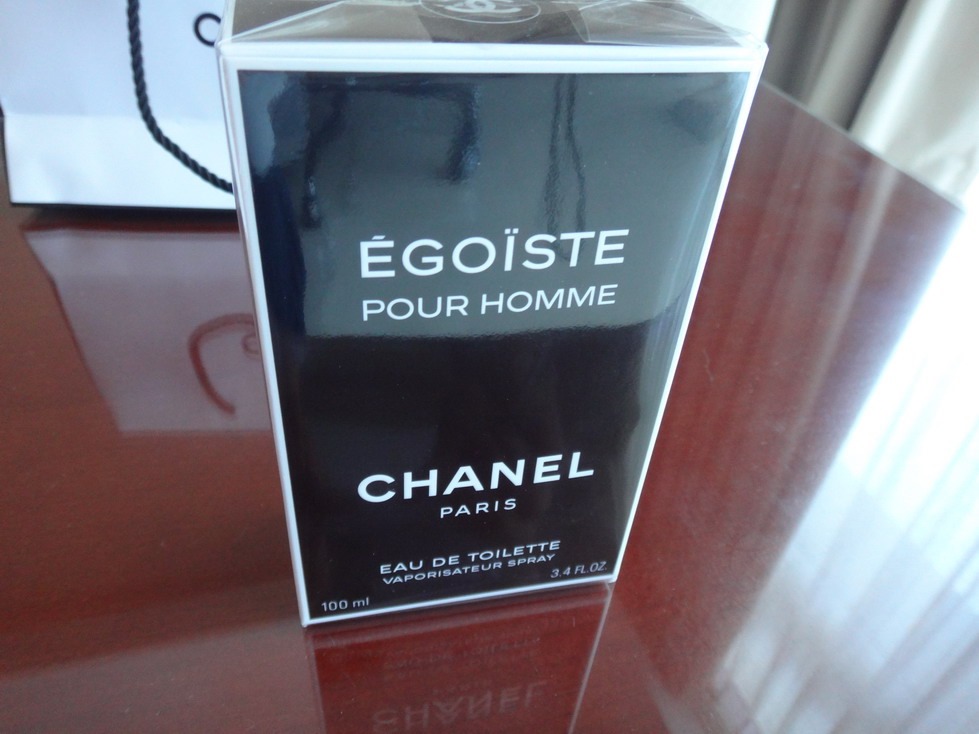 ÉGOÏSTE
POUR HOMME
CHANEL
PARIS
EAU DE TOILETTE
VAPORISATEUR SPRAY
100 ml
3.4 FL.OZ.